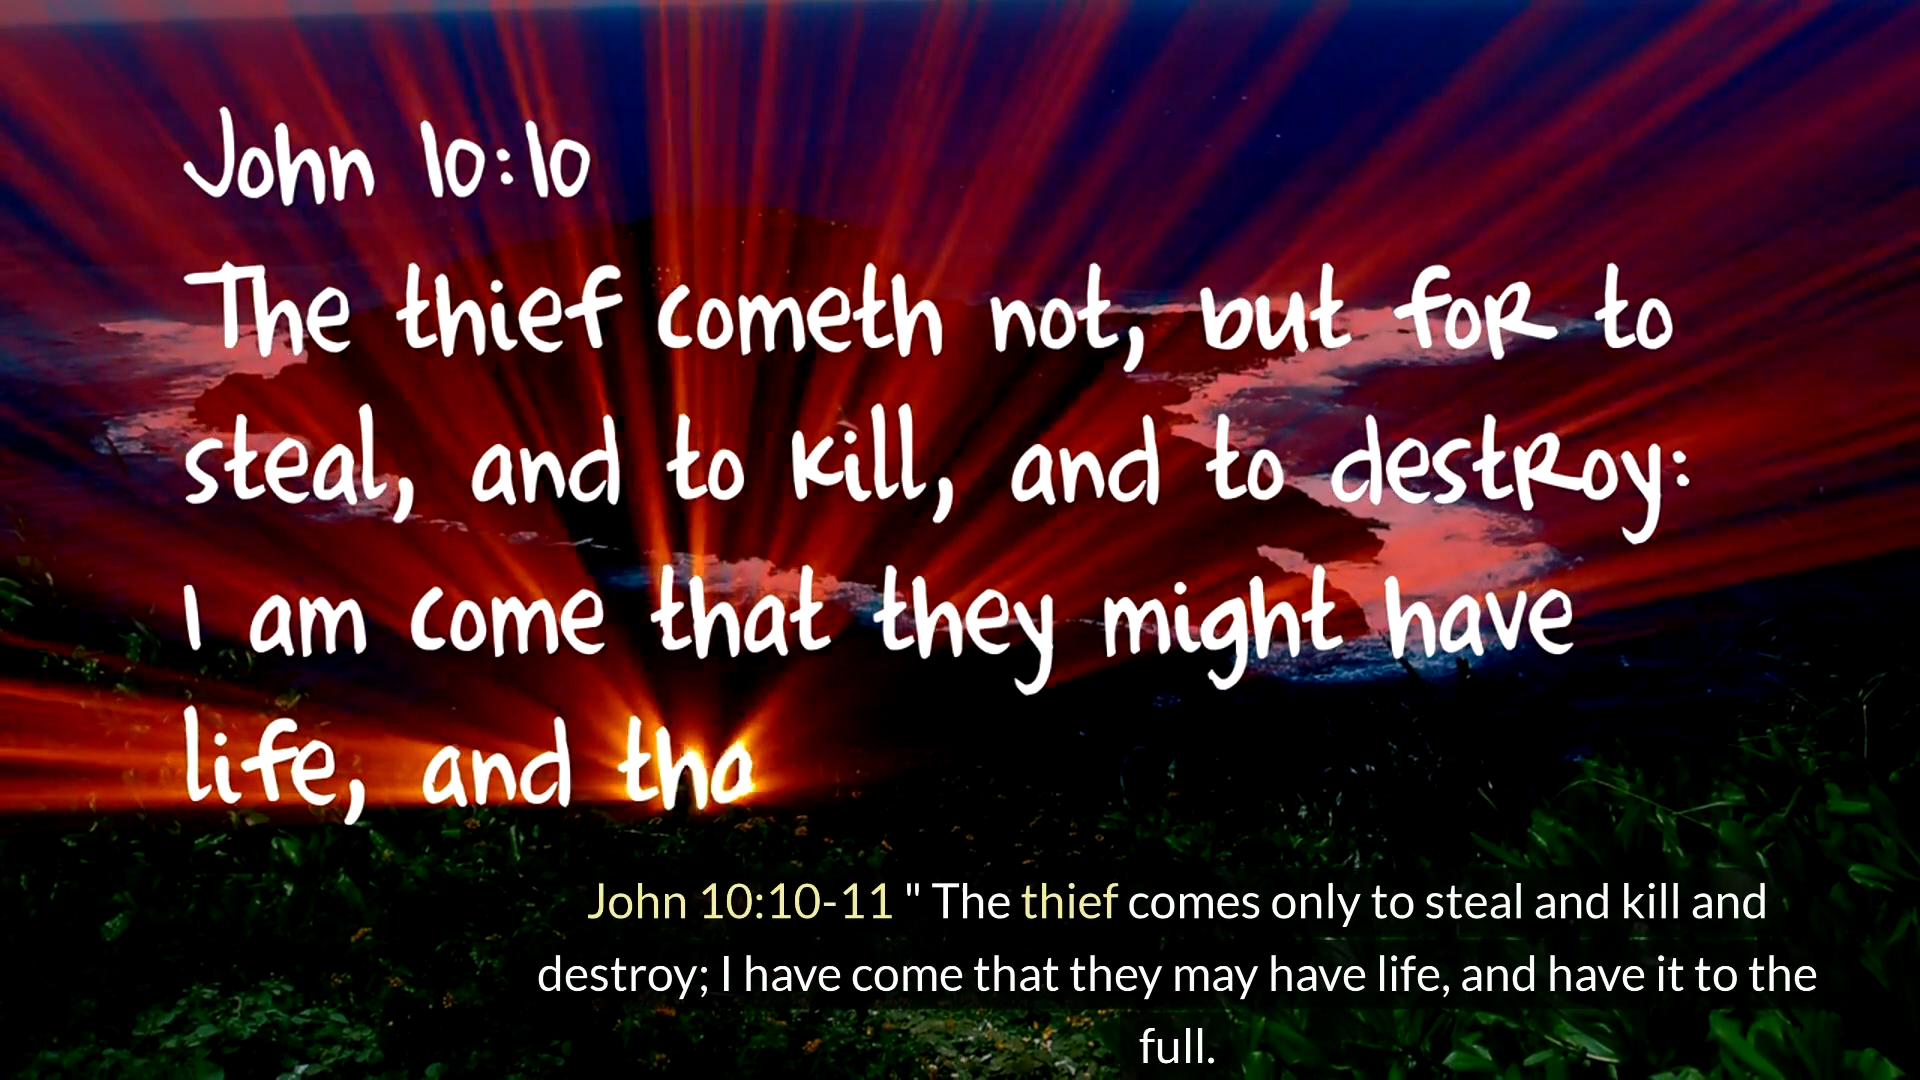 John 10:10
The thief cometh not, but for to
steal, and to kill, and to destroy:
I am come that they might have
life, and tha
John 10:10-11 " The thief comes only to steal and kill and
destroy; I have come that they may have life, and have it to the
full.